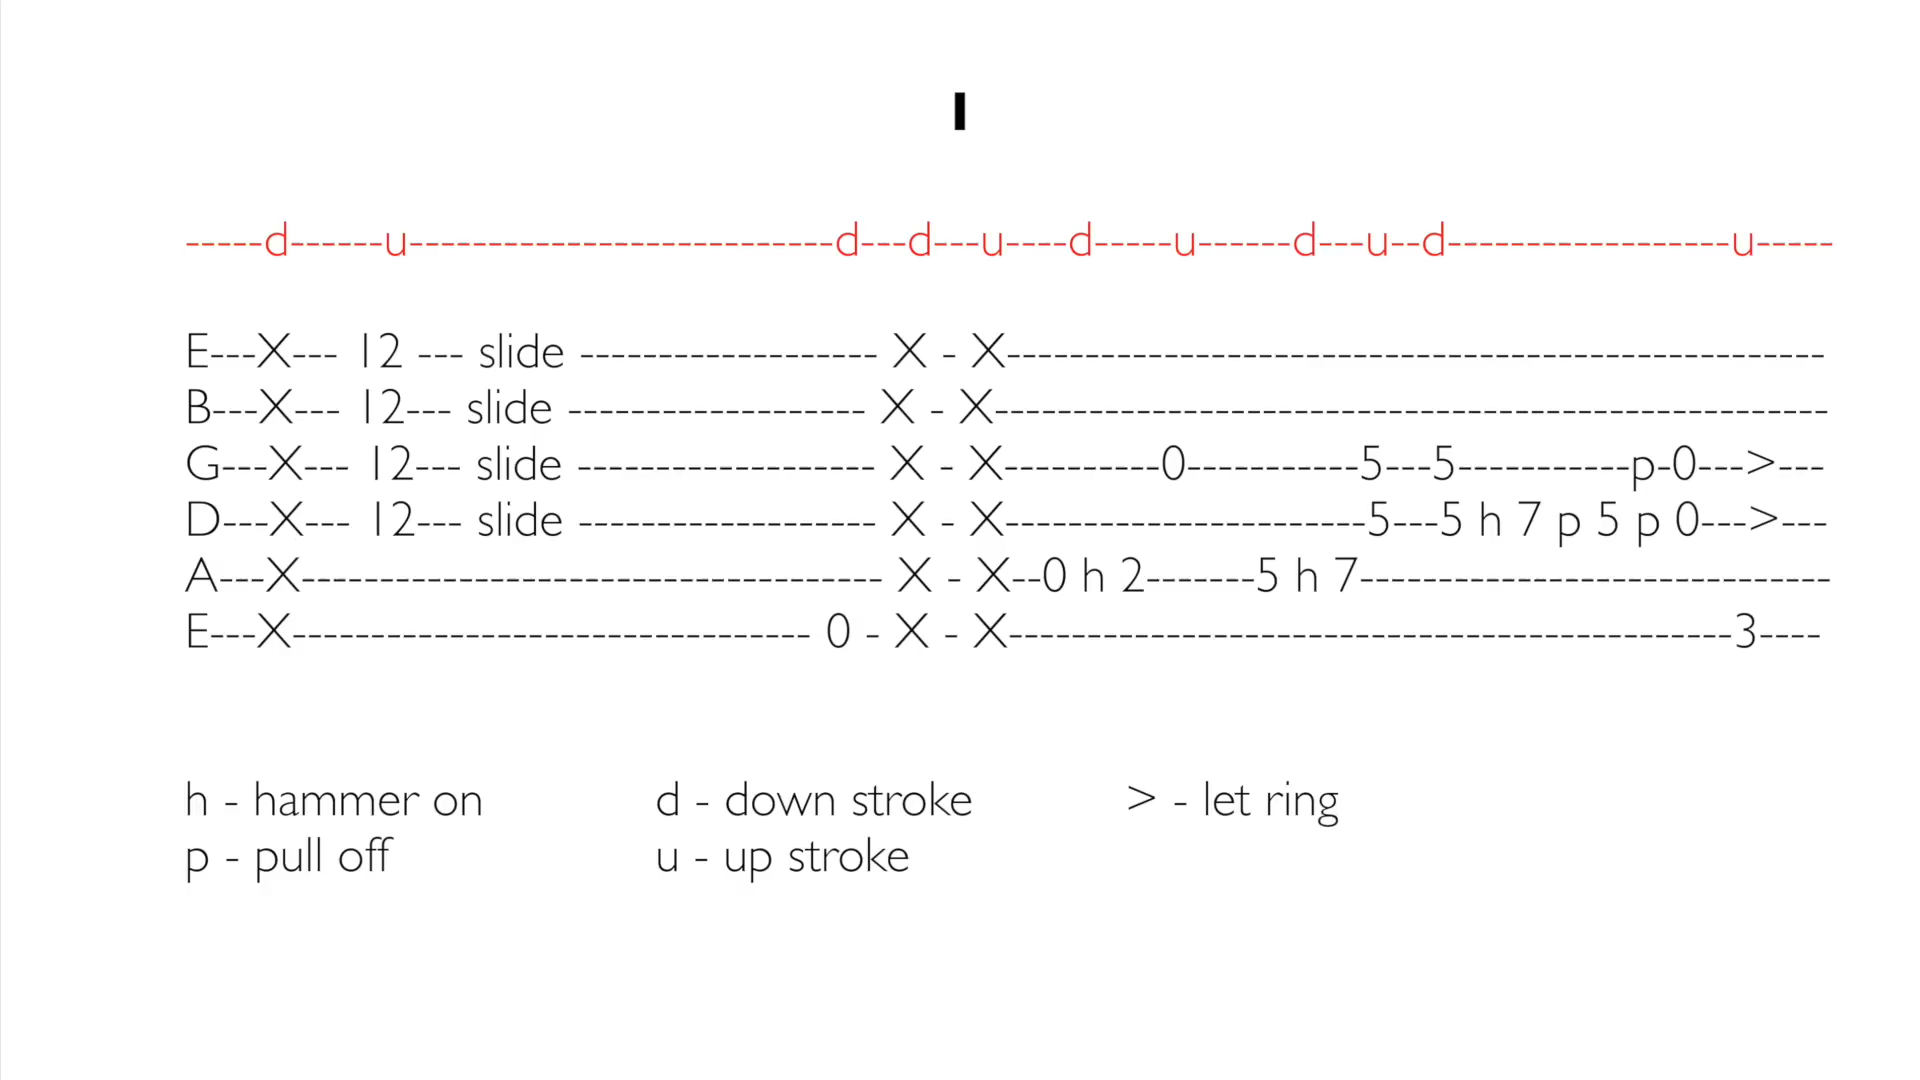 I
-----d------u---------------------------d---d---u----d-----u------d---u--d------------------u-----
E---X--- 12 --- slide ------------------- X - X----------------------------------------------------
B---X--- 12--- slide ------------------- X - X-----------------------------------------------------
G---X--- 12--- slide ------------------- X - X----------0-----------5---5-----------p-0--->---
D---X--- 12--- slide ------------------- X - X-----------------------5---5 h 7 p 5 p 0--->---
A---X------------------------------------- X - X--0 h 2-------5 h 7------------------------------
E---X--------------------------------- 0 - X - X----------------------------------------------3----
h - hammer on d - down stroke > - let ring
p - pull off u - up stroke